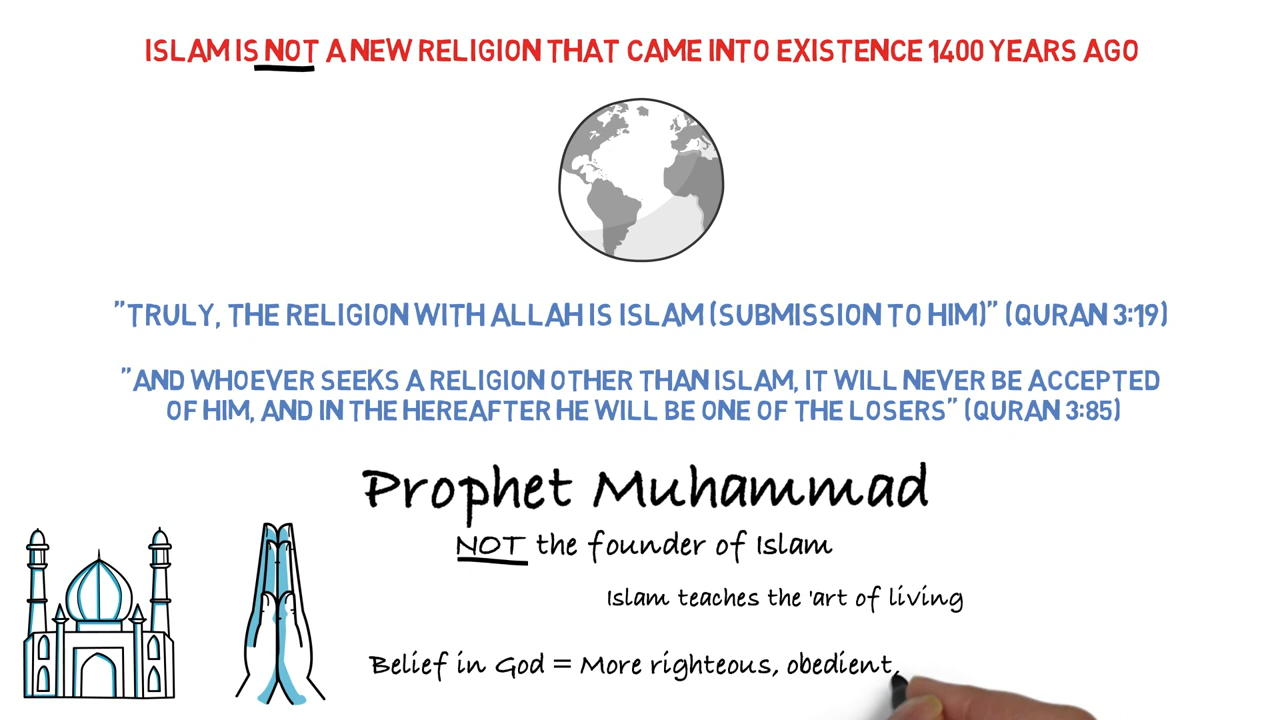 ISLAM IS NOT A NEW RELIGION THAT CAME INTO EXISTENCE 1400 YEARS AGO
"TRULY, THE RELIGION WITH ALLAH IS ISLAM (SUBMISSION TO HIM)" (QURAN 3:19)
"AND WHOEVER SEEKS A RELIGION OTHER THAN ISLAM, IT WILL NEVER BE ACCEPTED
OF HIM, AND IN THE HEREAFTER HE WILL BE ONE OF THE LOSERS" (QURAN 3:85)
Prophet Muhammad
NOT the founder of Islam
Islam teaches the 'art of living
Belief in God = More righteous, obedient,